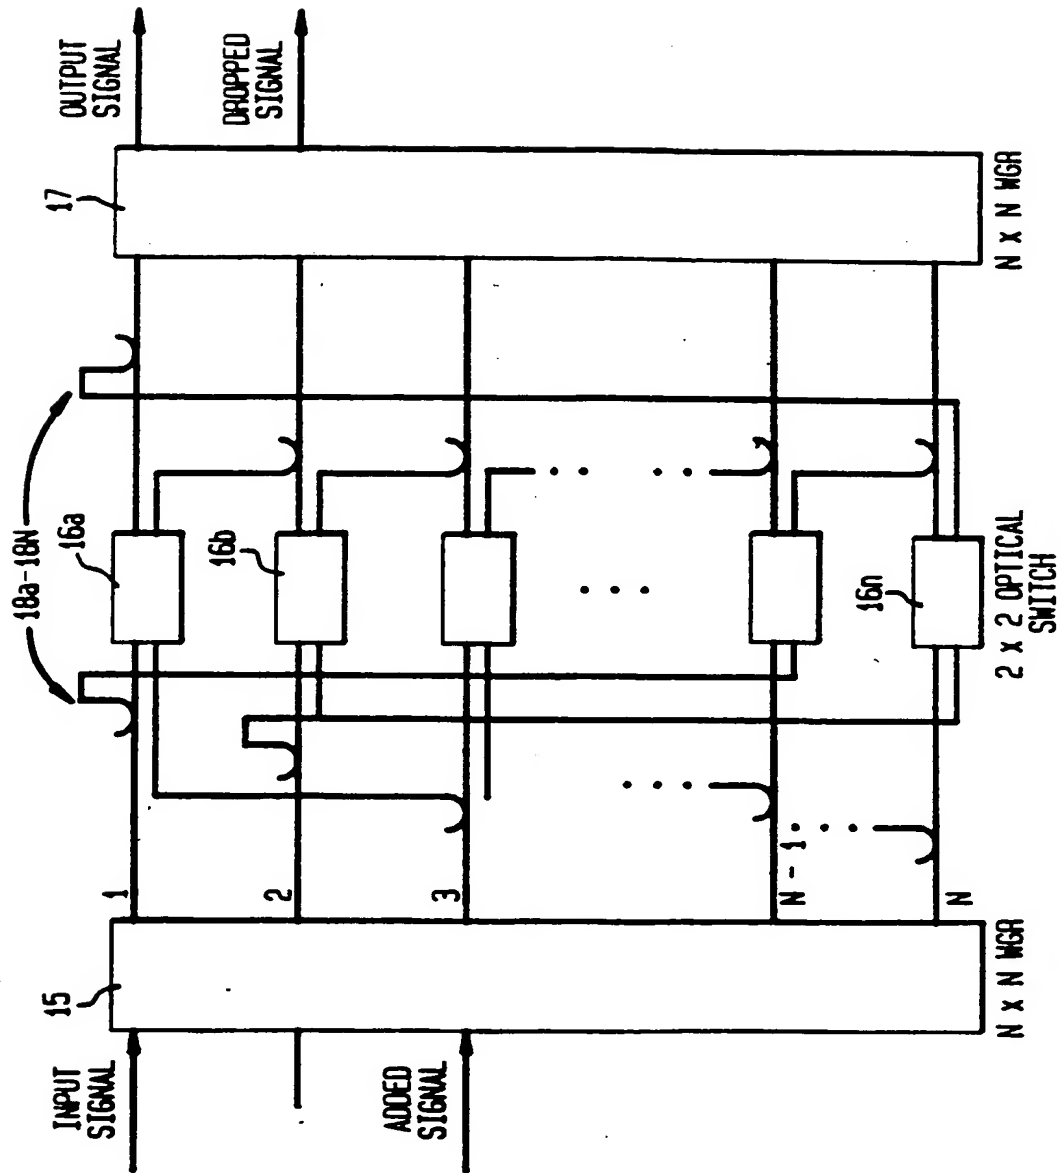 OUTPUT
SIGNAL
DROPPED
SIGNAL
17
N x N WGR
18a-18N
16a
16b
16n
2 x 2 OPTICAL
SWITCH
1
2
3
N - 1
N
15
N x N WGR
INPUT
SIGNAL
ADDED
SIGNAL